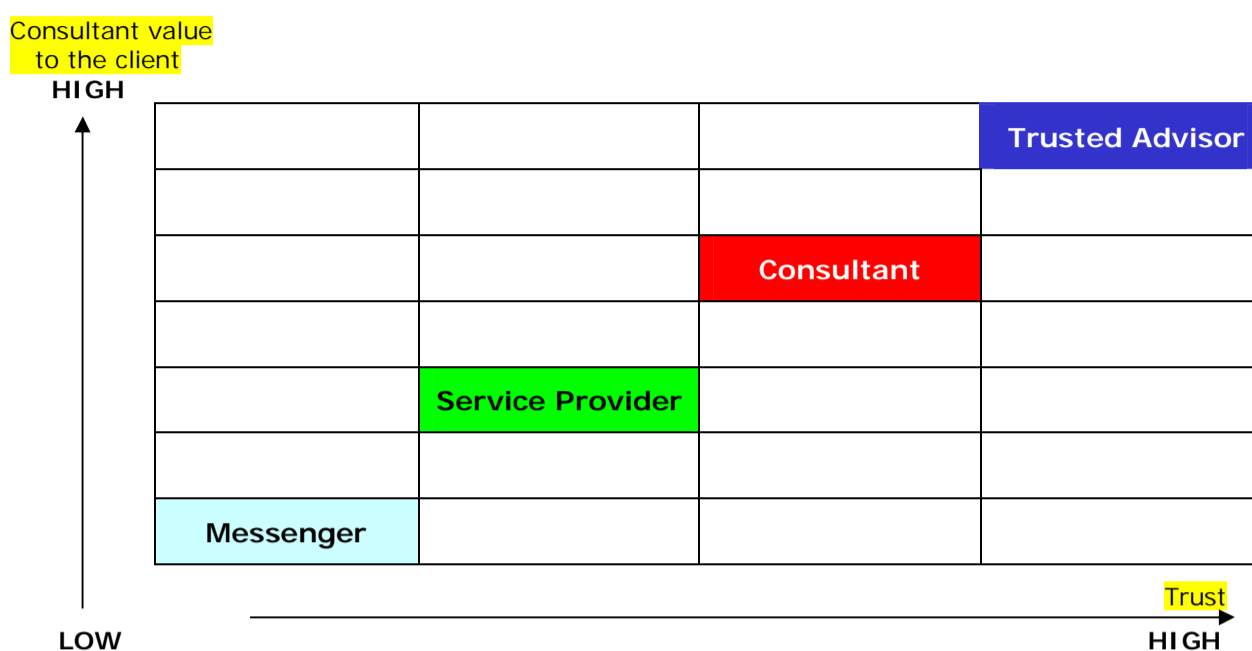 Consultant value
to the client
HIGH
Trusted Advisor
Consultant
Service Provider
Messenger
Trust
LOW
HIGH